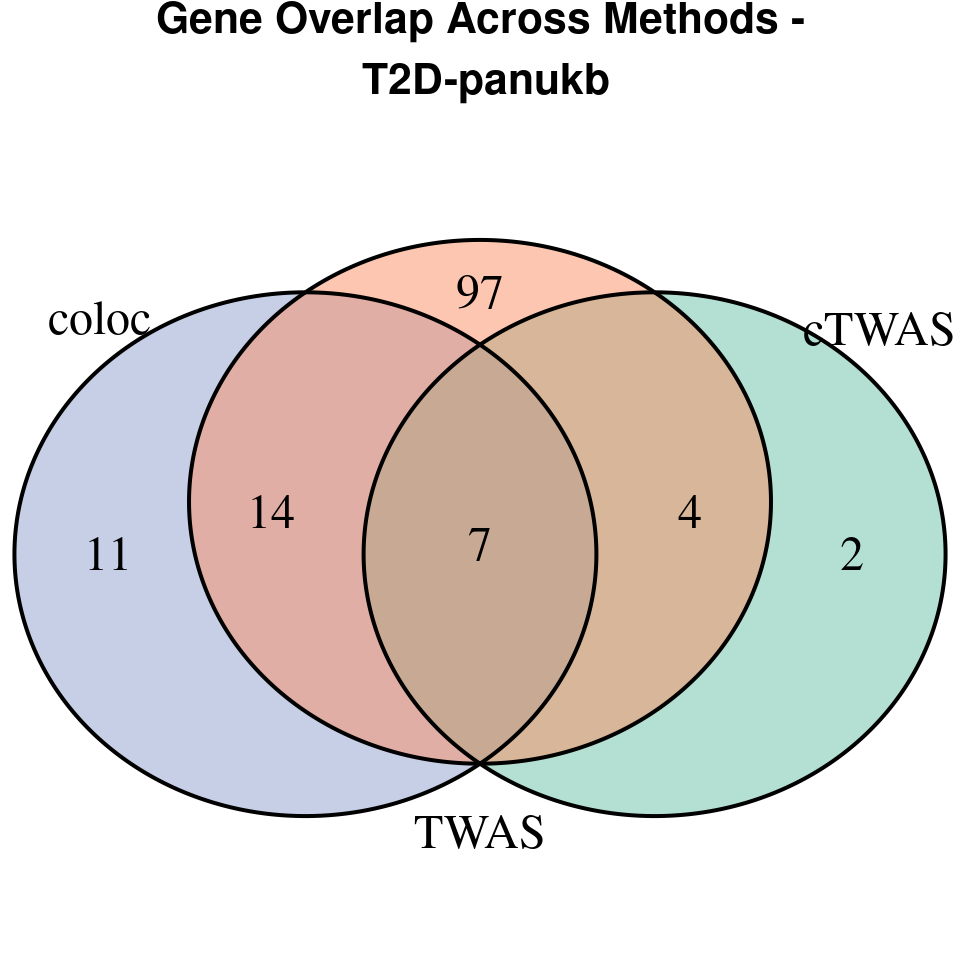 Gene Overlap Across Methods -
T2D-panukb
97
coloc
cTWAS
14
4
7
11
2
TWAS